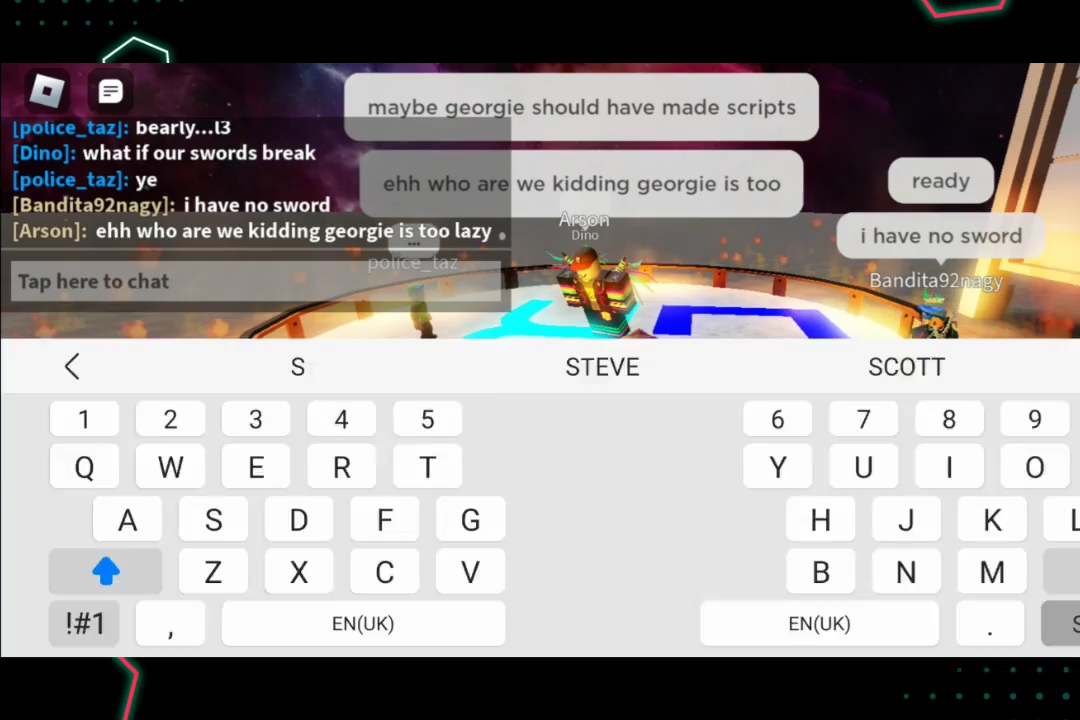 maybe georgie should have made scripts
[police_taz]: bearly...l3
[Dino]: what if our swords break
ehh who are we kidding georgie is too
ready
[police_taz]: ye
[Bandita92nagy]: i have no sword
Arson
[Arson]: ehh who are we kidding georgie is too lazy
Dino
i have no sword
...
police_taz
Bandita92nagy
Tap here to chat
S STEVE SCOTT
1 2 3 4 5 6 7 8 9
Q W E R T Y U I O
A S D F G H J K L
Z X C V B N M
!#1 , EN(UK) EN(UK) . S